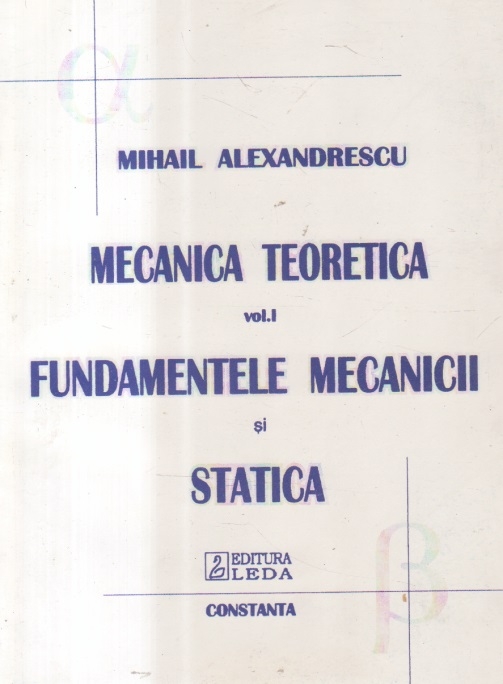 α
MIHAIL ALEXANDRESCU
MECANICA TEORETICA
vol.I
FUNDAMENTELE MECANICII
şi
STATICA
EDITURA
LEDA
CONSTANTA
β